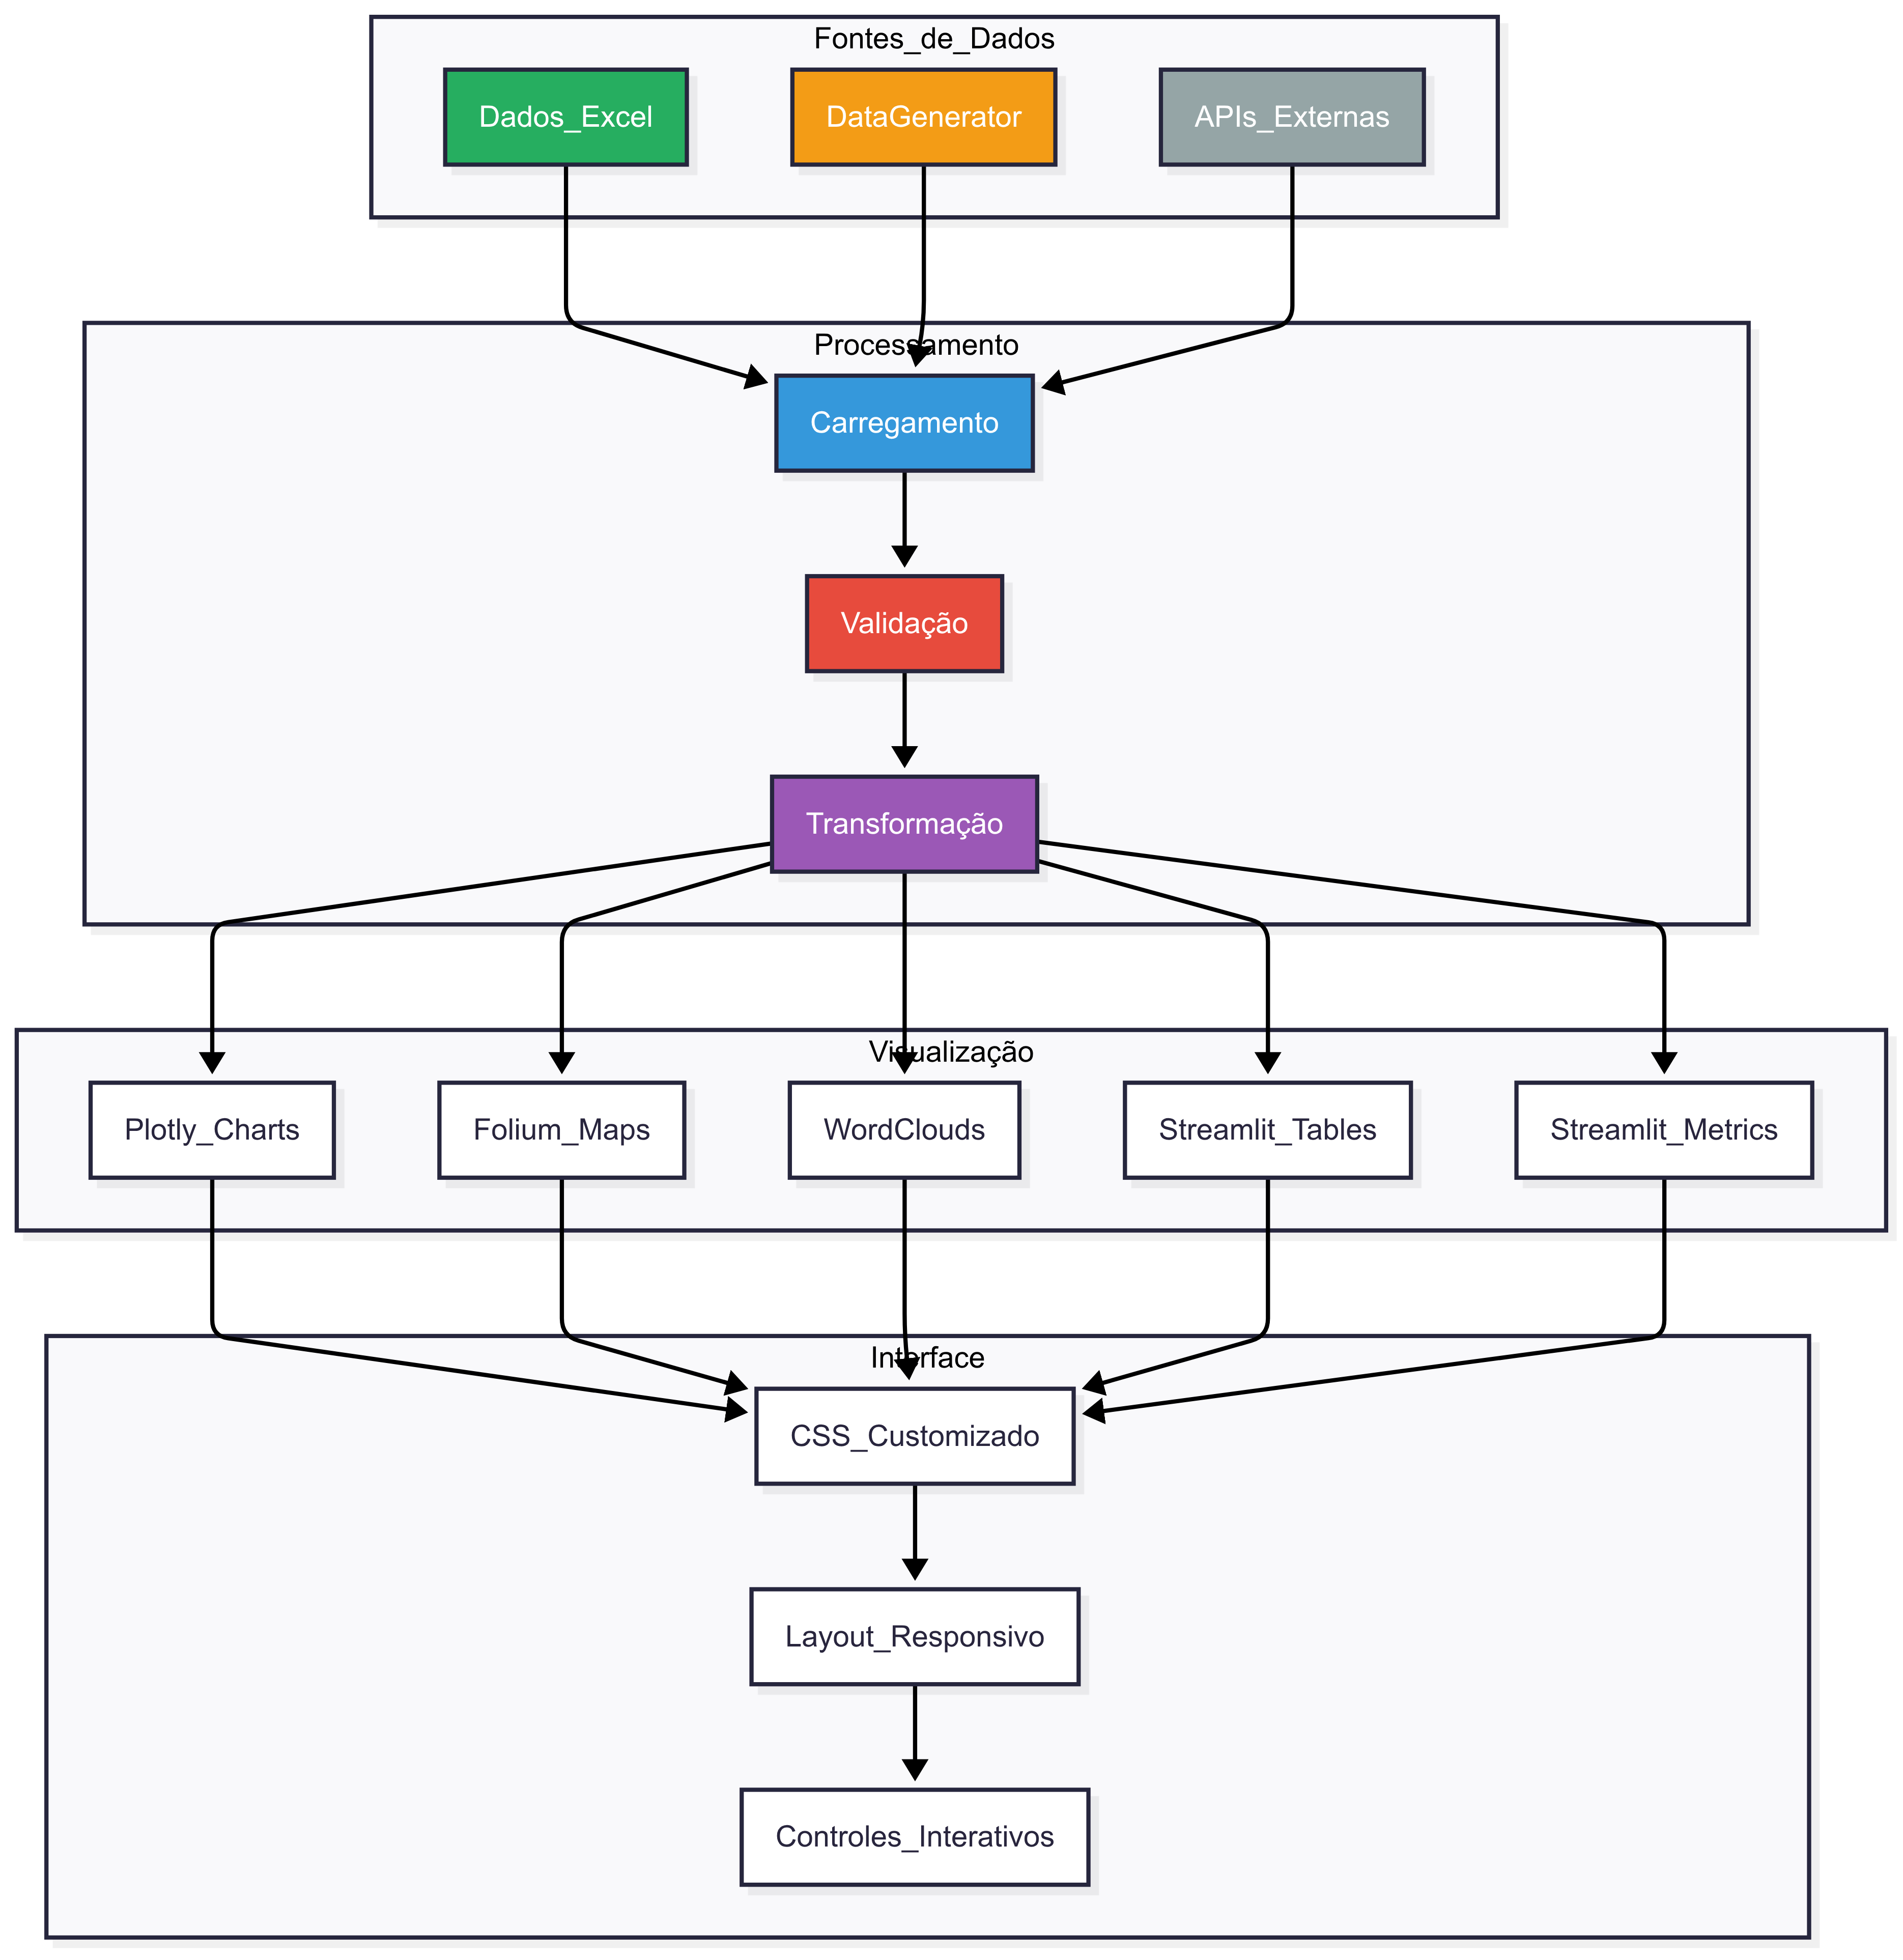 Fontes_de_Dados
Dados_Excel
DataGenerator
APIs_Externas
Processamento
Carregamento
Validação
Transformação
Visualização
Plotly_Charts
Folium_Maps
WordClouds
Streamlit_Tables
Streamlit_Metrics
Interface
CSS_Customizado
Layout_Responsivo
Controles_Interativos